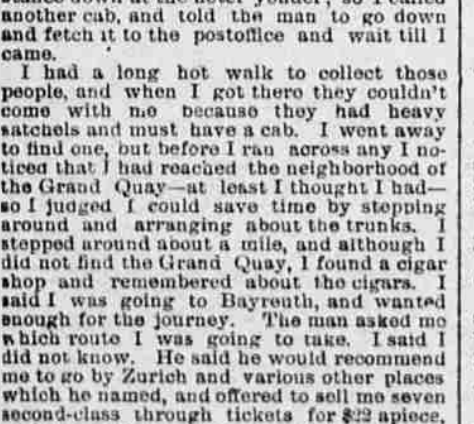 another cab, and told the man to go down
and fetch it to the postoffice and wait till I
came.
I had a long hot walk to collect those
people, and when I got there they couldn't
come with me because they had heavy
satchels and must have a cab. I went away
to find one, but before I ran across any I no-
ticed that I had reached the neighborhood of
the Grand Quay—at least I thought I had—
so I judged I could save time by stepping
around and arranging about the trunks. I
stepped around about a mile, and although I
did not find the Grand Quay, I found a cigar
shop and remembered about the cigars. I
said I was going to Bayreuth, and wanted
enough for the journey. The man asked me
which route I was going to take. I said I
did not know. He said he would recommend
me to go by Zurich and various other places
which he named, and offered to sell me seven
second-class through tickets for $22 apiece,